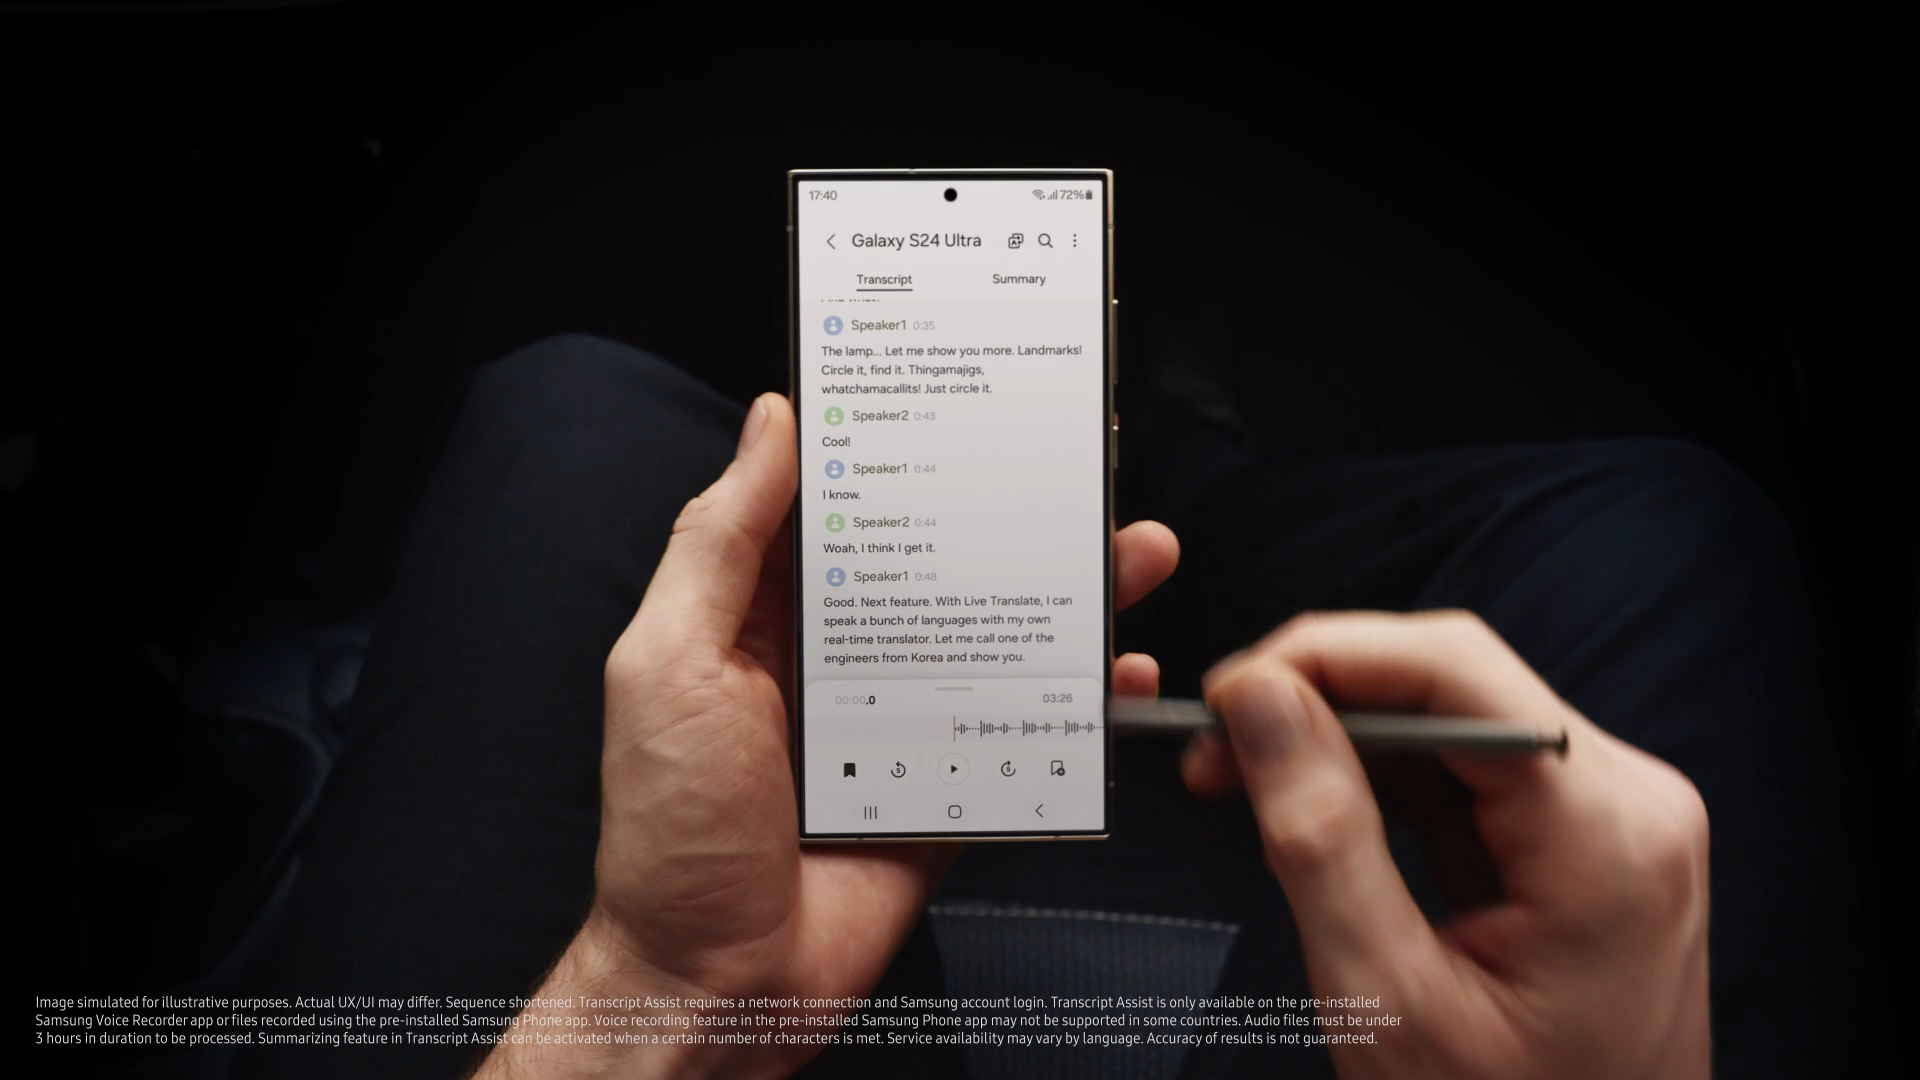 17:40
72%
Galaxy S24 Ultra
Transcript Summary
Speaker1 0:35
The lamp... Let me show you more. Landmarks!
Circle it, find it. Thingamajigs,
whatchamacallits! Just circle it.
Speaker2 0:43
Cool!
Speaker1 0:44
I know.
Speaker2 0:44
Woah, I think I get it.
Speaker1 0:48
Good. Next feature. With Live Translate, I can
speak a bunch of languages with my own
real-time translator. Let me call one of the
engineers from Korea and show you.
00:00.0 03:26
Image simulated for illustrative purposes. Actual UX/UI may differ. Sequence shortened. Transcript Assist requires a network connection and Samsung account login. Transcript Assist is only available on the pre-installed
Samsung Voice Recorder app or files recorded using the pre-installed Samsung Phone app. Voice recording feature in the pre-installed Samsung Phone app may not be supported in some countries. Audio files must be under
3 hours in duration to be processed. Summarizing feature in Transcript Assist can be activated when a certain number of characters is met. Service availability may vary by language. Accuracy of results is not guaranteed.